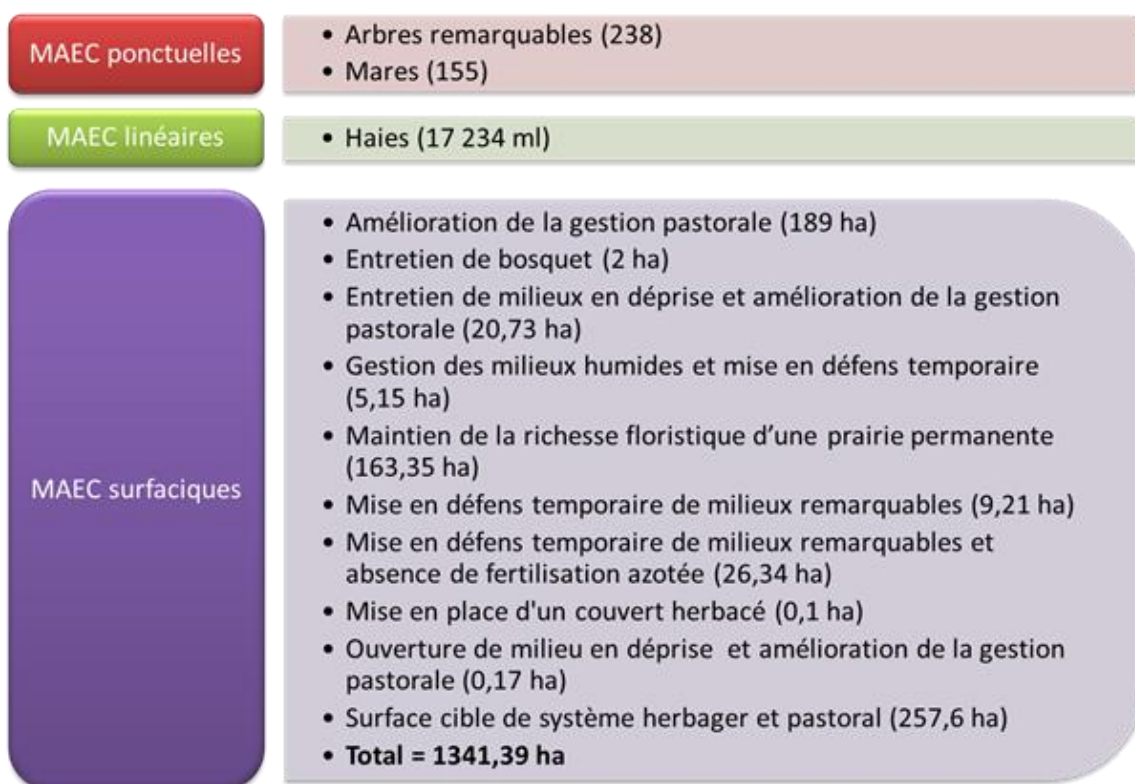 MAEC ponctuelles
• Arbres remarquables (238)
• Mares (155)
MAEC linéaires
• Haies (17 234 ml)
MAEC surfaciques
• Amélioration de la gestion pastorale (189 ha)
• Entretien de bosquet (2 ha)
• Entretien de milieux en déprise et amélioration de la gestion
pastorale (20,73 ha)
• Gestion des milieux humides et mise en défens temporaire
(5,15 ha)
• Maintien de la richesse floristique d’une prairie permanente
(163,35 ha)
• Mise en défens temporaire de milieux remarquables (9,21 ha)
• Mise en défens temporaire de milieux remarquables et
absence de fertilisation azotée (26,34 ha)
• Mise en place d'un couvert herbacé (0,1 ha)
• Ouverture de milieu en déprise et amélioration de la gestion
pastorale (0,17 ha)
• Surface cible de système herbager et pastoral (257,6 ha)
• Total = 1341,39 ha